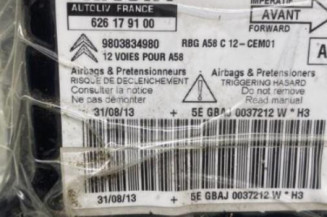 AUTOLIV FRANCE
626 17 91 00
IMPERATIF
AVANT
FORWARD
9803834980
RBG A58 C 12-CEM01
12 VOIES POUR A58
Airbags & Pretensionneurs
RISQUE DE DECLENCHEMENT
Consulter la notice
Ne pas démonter
Airbags & Pretensioners
TRIGGERING HASARD
Do not remove
Read manual
31/08/13 + 5E GBAJ 0037212 W * H3
31/08/13 + 5E GBAJ 0037212 W * H3